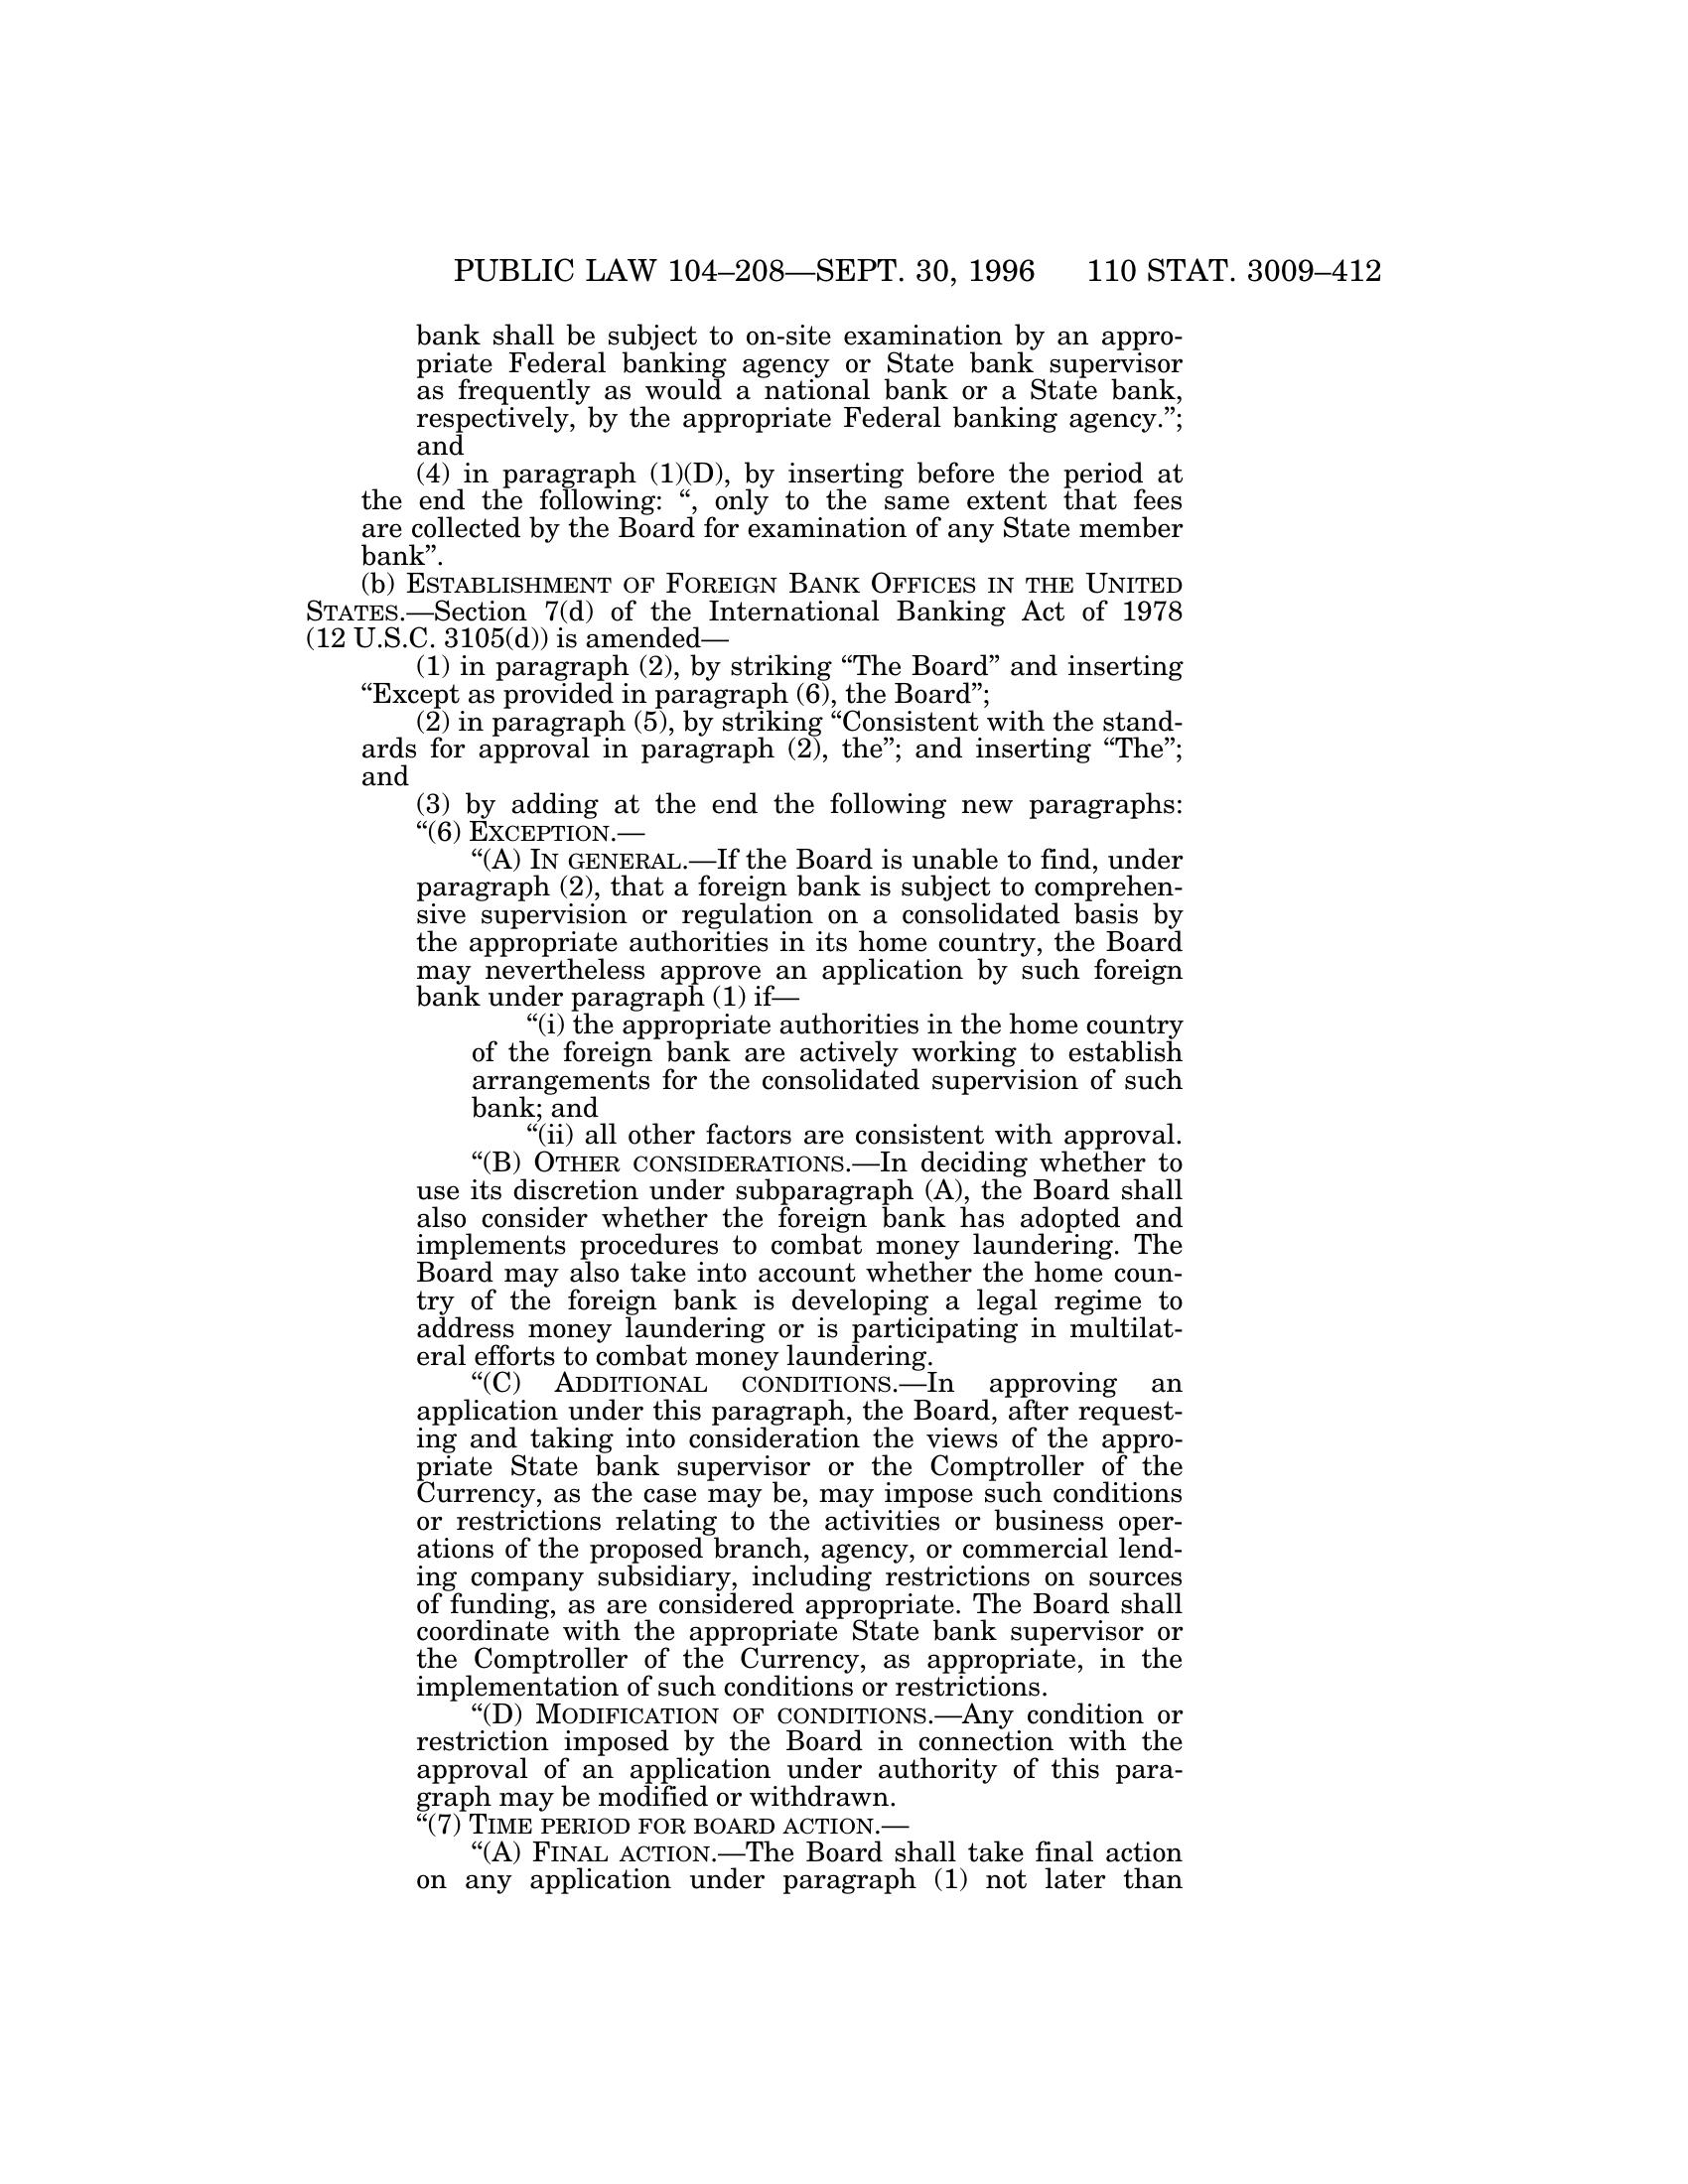 PUBLIC LAW 104–208—SEPT. 30, 1996 110 STAT. 3009–412
bank shall be subject to on-site examination by an appro-
priate Federal banking agency or State bank supervisor
as frequently as would a national bank or a State bank,
respectively, by the appropriate Federal banking agency.”;
and
(4) in paragraph (1)(D), by inserting before the period at
the end the following: “, only to the same extent that fees
are collected by the Board for examination of any State member
bank”.
(b) ESTABLISHMENT OF FOREIGN BANK OFFICES IN THE UNITED
STATES.—Section 7(d) of the International Banking Act of 1978
(12 U.S.C. 3105(d)) is amended—
(1) in paragraph (2), by striking “The Board” and inserting
“Except as provided in paragraph (6), the Board”;
(2) in paragraph (5), by striking “Consistent with the stand-
ards for approval in paragraph (2), the”; and inserting “The”;
and
(3) by adding at the end the following new paragraphs:
“(6) EXCEPTION.—
“(A) IN GENERAL.—If the Board is unable to find, under
paragraph (2), that a foreign bank is subject to comprehen-
sive supervision or regulation on a consolidated basis by
the appropriate authorities in its home country, the Board
may nevertheless approve an application by such foreign
bank under paragraph (1) if—
“(i) the appropriate authorities in the home country
of the foreign bank are actively working to establish
arrangements for the consolidated supervision of such
bank; and
“(ii) all other factors are consistent with approval.
“(B) OTHER CONSIDERATIONS.—In deciding whether to
use its discretion under subparagraph (A), the Board shall
also consider whether the foreign bank has adopted and
implements procedures to combat money laundering. The
Board may also take into account whether the home coun-
try of the foreign bank is developing a legal regime to
address money laundering or is participating in multilat-
eral efforts to combat money laundering.
“(C) ADDITIONAL CONDITIONS.—In approving an
application under this paragraph, the Board, after request-
ing and taking into consideration the views of the appro-
priate State bank supervisor or the Comptroller of the
Currency, as the case may be, may impose such conditions
or restrictions relating to the activities or business oper-
ations of the proposed branch, agency, or commercial lend-
ing company subsidiary, including restrictions on sources
of funding, as are considered appropriate. The Board shall
coordinate with the appropriate State bank supervisor or
the Comptroller of the Currency, as appropriate, in the
implementation of such conditions or restrictions.
“(D) MODIFICATION OF CONDITIONS.—Any condition or
restriction imposed by the Board in connection with the
approval of an application under authority of this para-
graph may be modified or withdrawn.
“(7) TIME PERIOD FOR BOARD ACTION.—
“(A) FINAL ACTION.—The Board shall take final action
on any application under paragraph (1) not later than